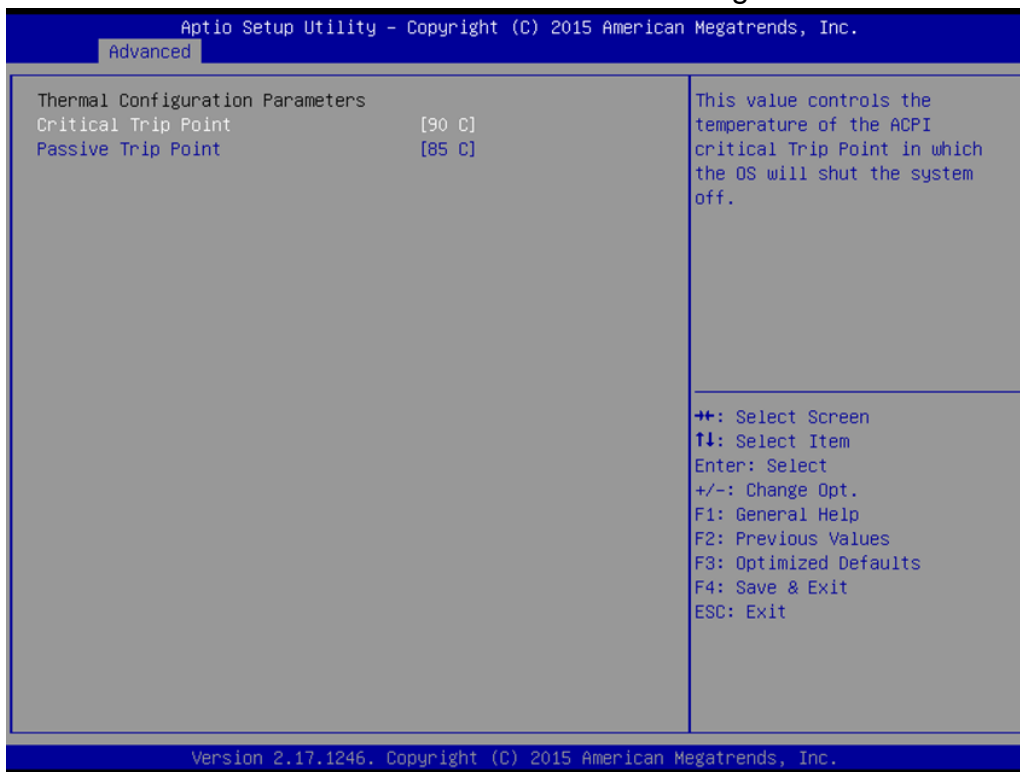 Aptio Setup Utility – Copyright (C) 2015 American Megatrends, Inc.
Advanced
Thermal Configuration Parameters
Critical Trip Point [90 C]
Passive Trip Point [85 C]
This value controls the
temperature of the ACPI
critical Trip Point in which
the OS will shut the system
off.
→←: Select Screen
↑↓: Select Item
Enter: Select
+/-: Change Opt.
F1: General Help
F2: Previous Values
F3: Optimized Defaults
F4: Save & Exit
ESC: Exit
Version 2.17.1246. Copyright (C) 2015 American Megatrends, Inc.